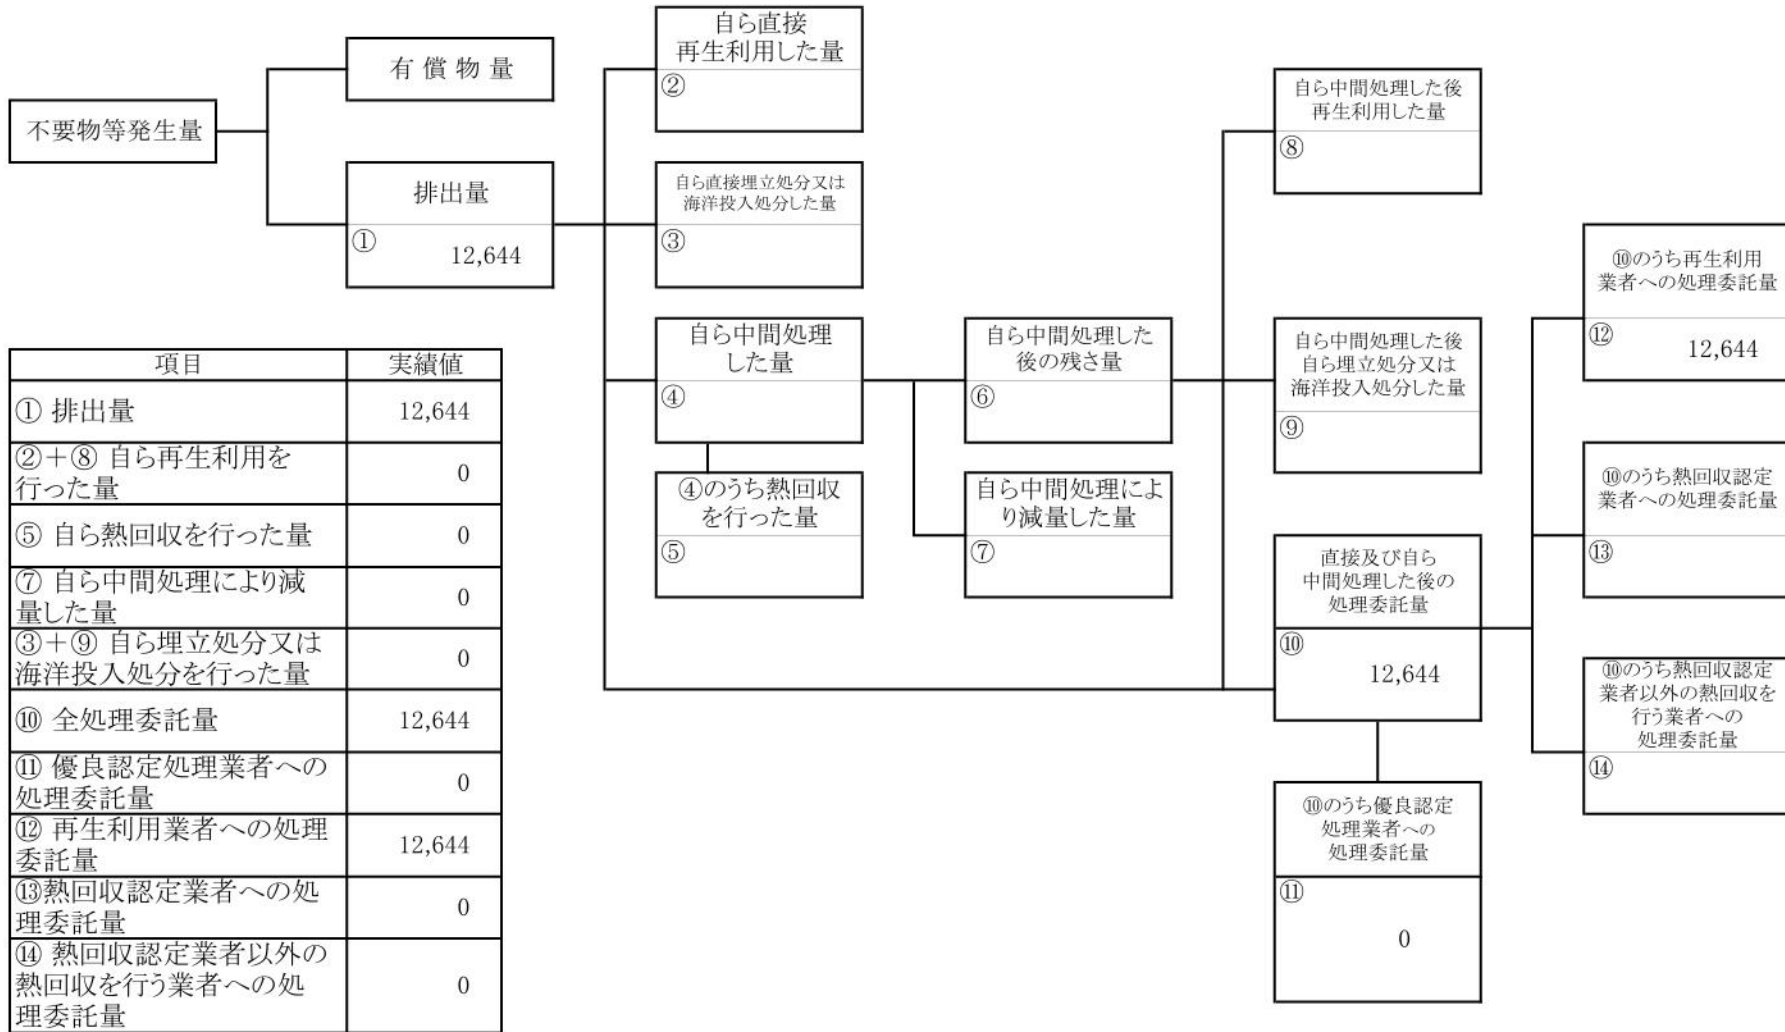 不要物等発生量
有 償 物 量
排出量
①
12,644
自ら直接
再生利用した量
②
自ら直接埋立処分又は
海洋投入処分した量
③
自ら中間処理
した量
④
④のうち熱回収
を行った量
⑤
自ら中間処理した
後の残さ量
⑥
自ら中間処理によ
り減量した量
⑦
自ら中間処理した後
再生利用した量
⑧
自ら中間処理した後
自ら埋立処分又は
海洋投入処分した量
⑨
直接及び自ら
中間処理した後の
処理委託量
⑩
12,644
⑩のうち優良認定
処理業者への
処理委託量
⑪
0
⑩のうち再生利用
業者への処理委託量
⑫
12,644
⑩のうち熱回収認定
業者への処理委託量
⑬
⑩のうち熱回収認定
業者以外の熱回収を
行う業者への
処理委託量
⑭
項目 実績値
① 排出量 12,644
②+⑧ 自ら再生利用を
行った量 0
⑤ 自ら熱回収を行った量 0
⑦ 自ら中間処理により減
量した量 0
③+⑨ 自ら埋立処分又は
海洋投入処分を行った量 0
⑩ 全処理委託量 12,644
⑪ 優良認定処理業者への
処理委託量 0
⑫ 再生利用業者への処理
委託量 12,644
⑬熱回収認定業者への処
理委託量 0
⑭ 熱回収認定業者以外の
熱回収を行う業者への処
理委託量 0